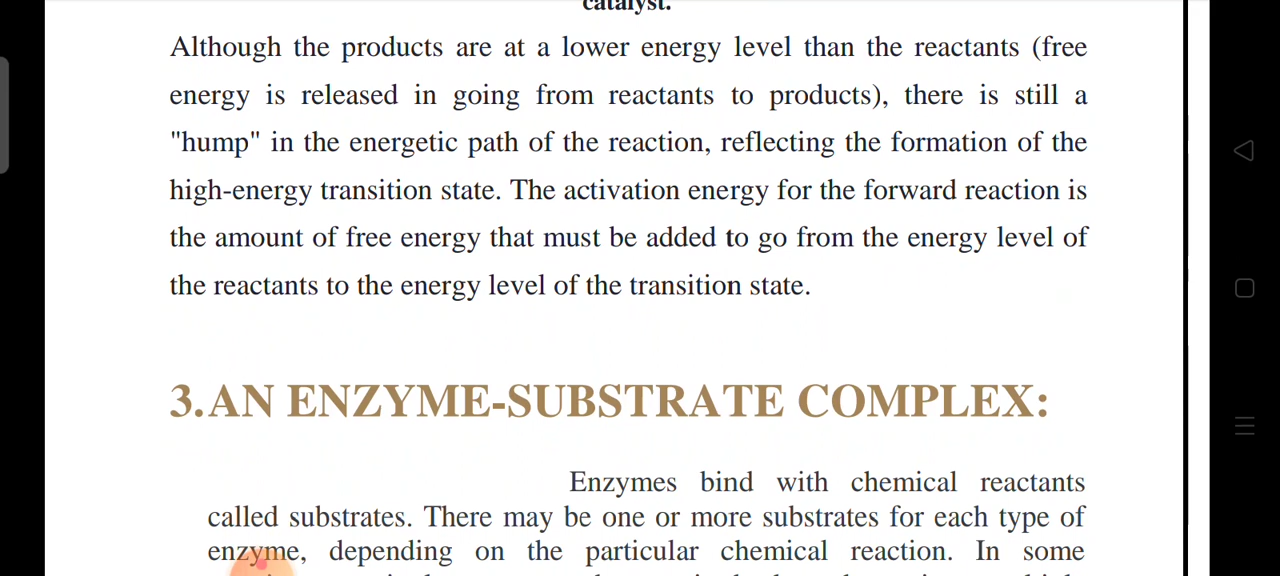 catalyst.
Although the products are at a lower energy level than the reactants (free
energy is released in going from reactants to products), there is still a
"hump" in the energetic path of the reaction, reflecting the formation of the
high-energy transition state. The activation energy for the forward reaction is
the amount of free energy that must be added to go from the energy level of
the reactants to the energy level of the transition state.
3.AN ENZYME-SUBSTRATE COMPLEX:
Enzymes bind with chemical reactants
called substrates. There may be one or more substrates for each type of
enzyme, depending on the particular chemical reaction. In some